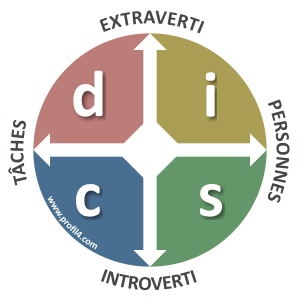 EXTRAVERTI
d i
TÂCHES
PERSONNES
c s
www.profil4.com
INTROVERTI